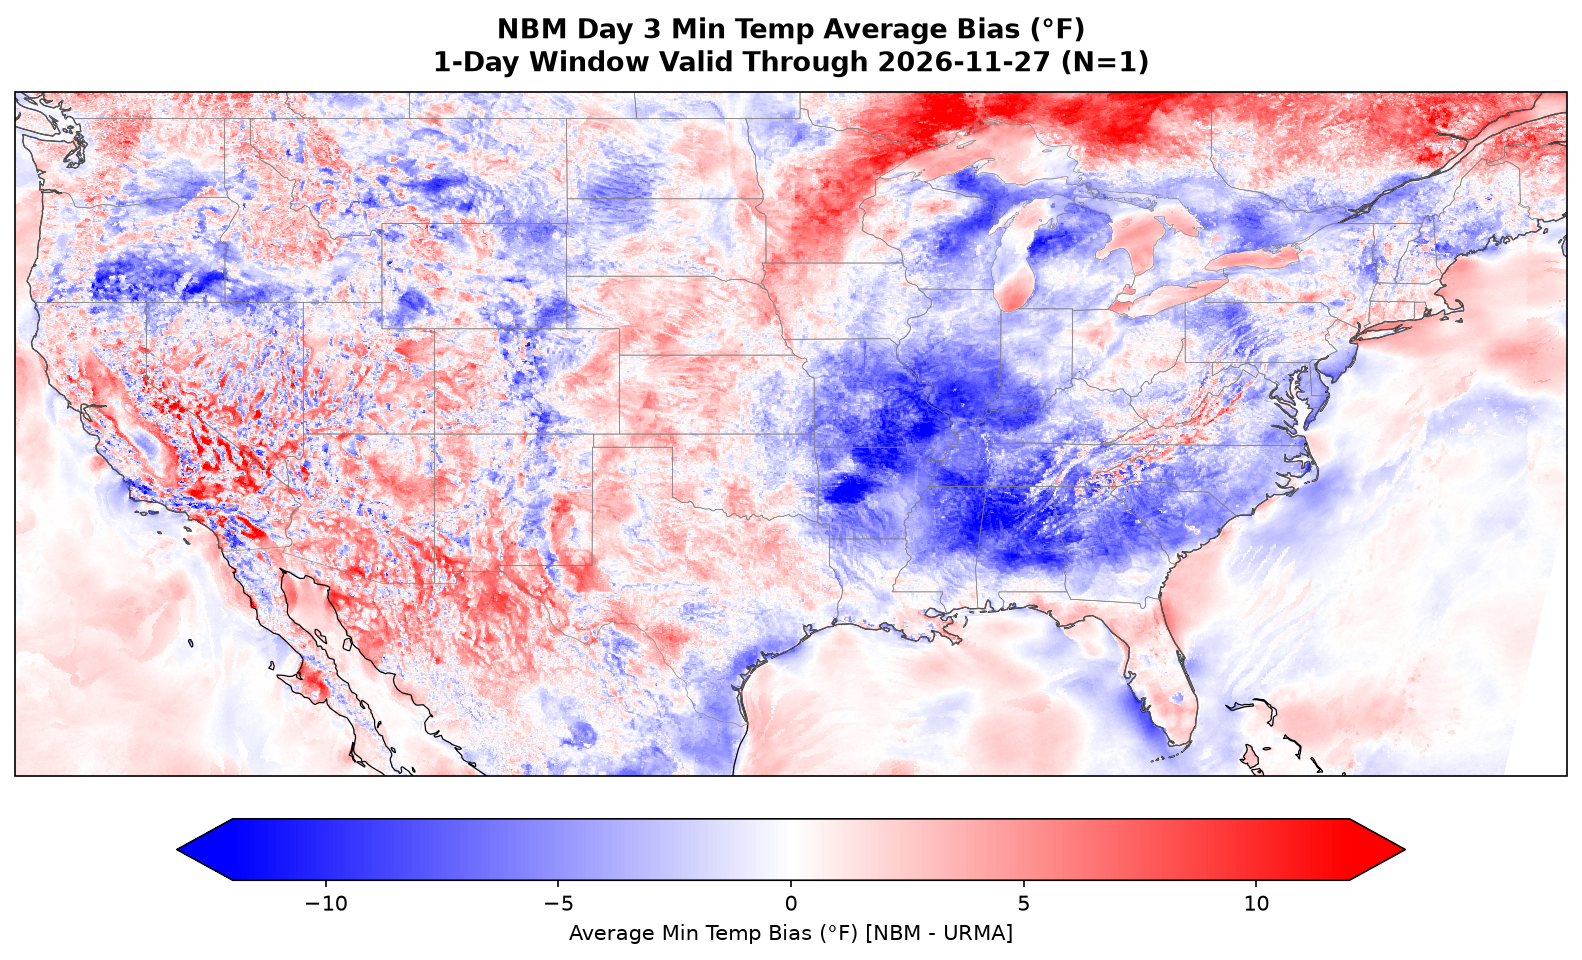 NBM Day 3 Min Temp Average Bias (°F)
1-Day Window Valid Through 2026-11-27 (N=1)
−10 −5 0 5 10
Average Min Temp Bias (°F) [NBM - URMA]